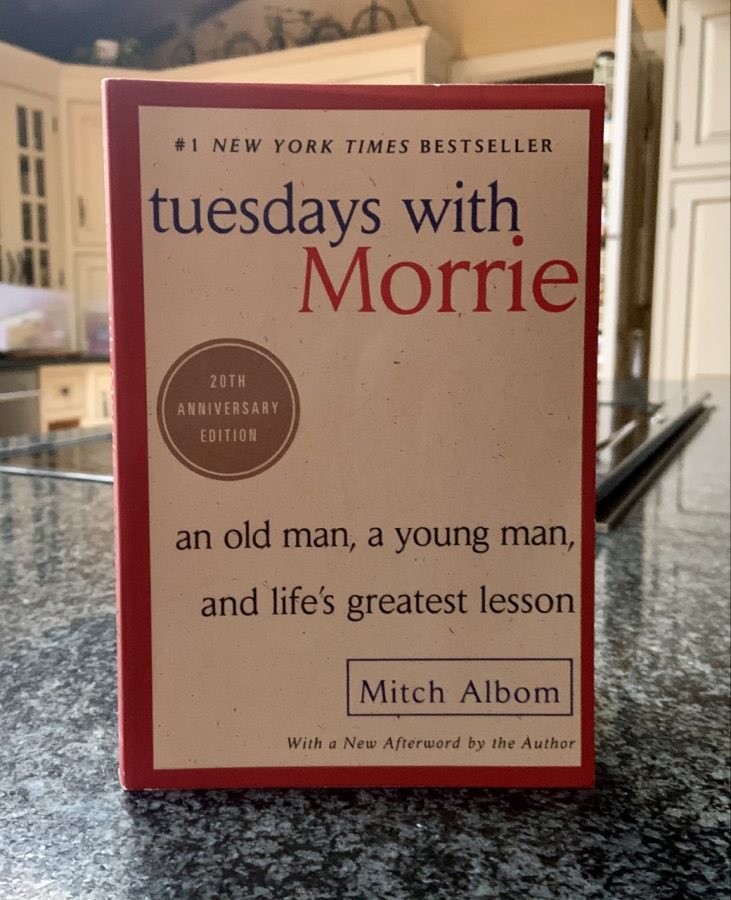 #1 NEW YORK TIMES BESTSELLER
tuesdays with
Morrie
20TH
ANNIVERSARY
EDITION
an old man, a young man,
and life's greatest lesson
Mitch Albom
With a New Afterword by the Author